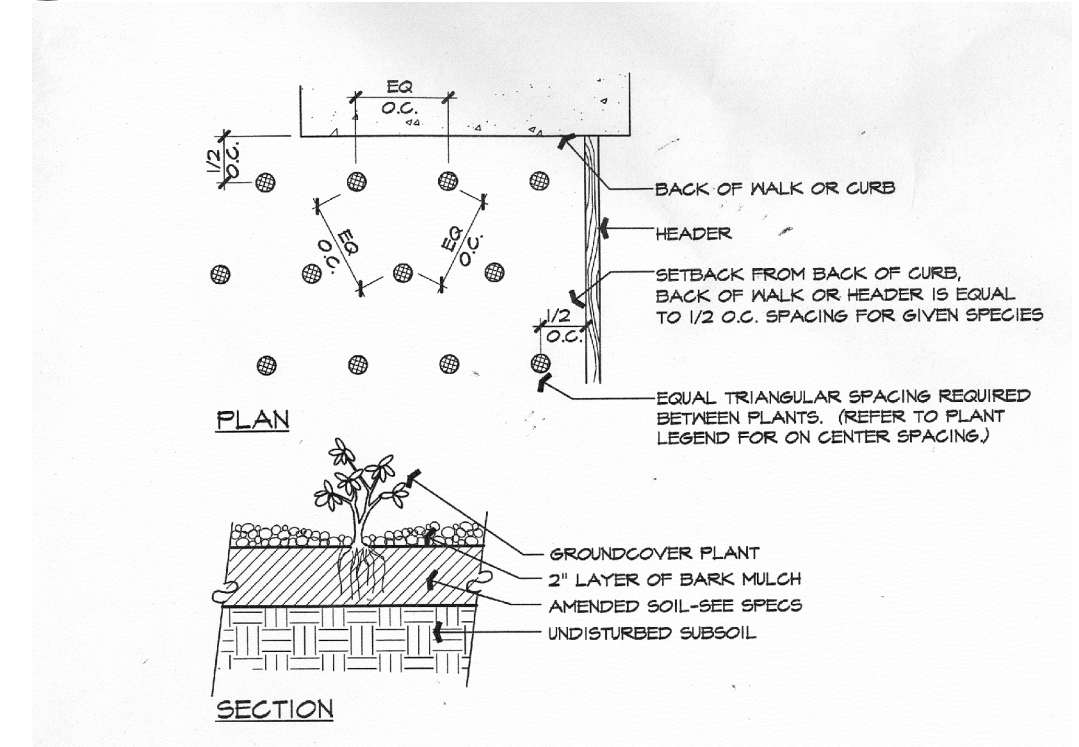 EQ
O.C.
1/2
O.C.
BACK OF WALK OR CURB
EQ
O.C.
EQ
O.C.
HEADER
SETBACK FROM BACK OF CURB,
BACK OF WALK OR HEADER IS EQUAL
TO 1/2 O.C. SPACING FOR GIVEN SPECIES
1/2
O.C.
EQUAL TRIANGULAR SPACING REQUIRED
BETWEEN PLANTS. (REFER TO PLANT
LEGEND FOR ON CENTER SPACING.)
PLAN
GROUNDCOVER PLANT
2" LAYER OF BARK MULCH
AMENDED SOIL-SEE SPECS
UNDISTURBED SUBSOIL
SECTION